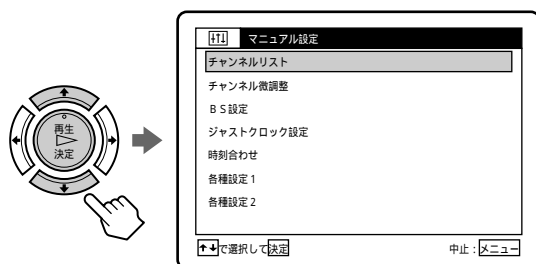 マニュアル設定
チャンネルリスト
チャンネル微調整
BS設定
ジャストクロック設定
時刻合わせ
各種設定1
各種設定2
再生
決定
↑↓で選択して決定 中止:メニュー